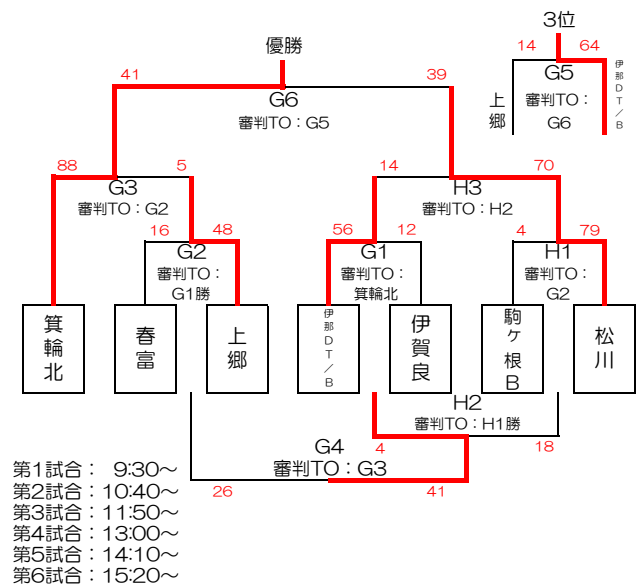 優勝
41 39
G6
審判TO：G5
3位
14 64
G5
審判TO：
G6
上郷
伊那DT/B
88 5
G3
審判TO：G2
14 70
H3
審判TO：H2
16 48
G2
審判TO：
G1勝
56 12
G1
審判TO：
箕輪北
4 79
H1
審判TO：
G2
箕輪北
春富
上郷
伊那DT/B
伊賀良
駒ヶ根B
松川
H2
審判TO：H1勝
4 18
G4
審判TO：G3
26 41
第1試合： 9:30～
第2試合：10:40～
第3試合：11:50～
第4試合：13:00～
第5試合：14:10～
第6試合：15:20～